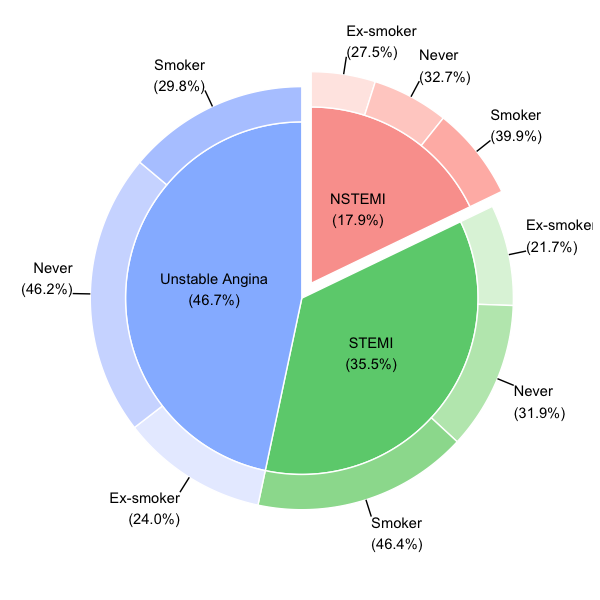 Ex-smoker
(27.5%)
Never
(32.7%)
Smoker
(39.9%)
Smoker
(29.8%)
NSTEMI
(17.9%)
Ex-smoker
(21.7%)
Never
(46.2%)
Unstable Angina
(46.7%)
STEMI
(35.5%)
Never
(31.9%)
Ex-smoker
(24.0%)
Smoker
(46.4%)